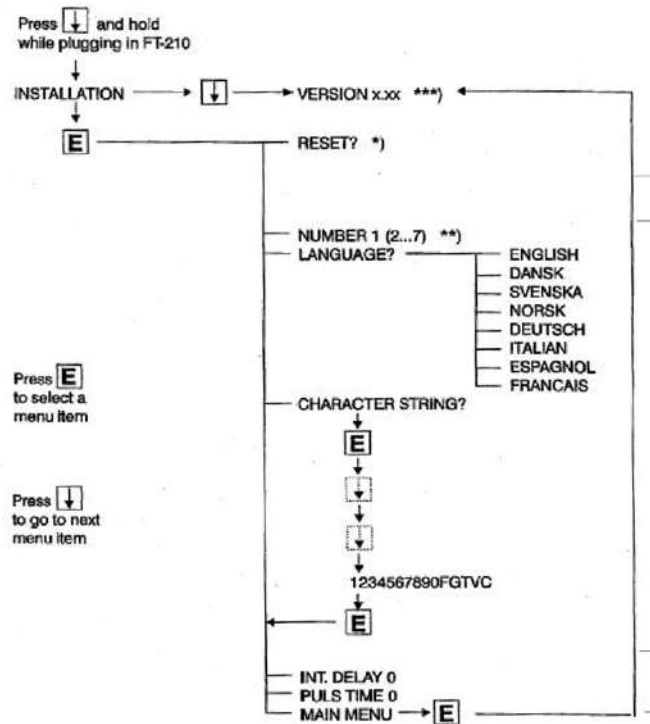 Press ↓ and hold
while plugging in FT-210
INSTALLATION → ↓ → VERSION x.xx ***)
E
RESET? *)
NUMBER 1 (2...7) **)
LANGUAGE?
ENGLISH
DANSK
SVENSKA
NORSK
DEUTSCH
ITALIAN
ESPAGNOL
FRANCAIS
Press E
to select a
menu item
CHARACTER STRING?
E
↓
↓
Press ↓
to go to next
menu item
1234567890FGTVC
E
INT. DELAY 0
PULS TIME 0
MAIN MENU → E